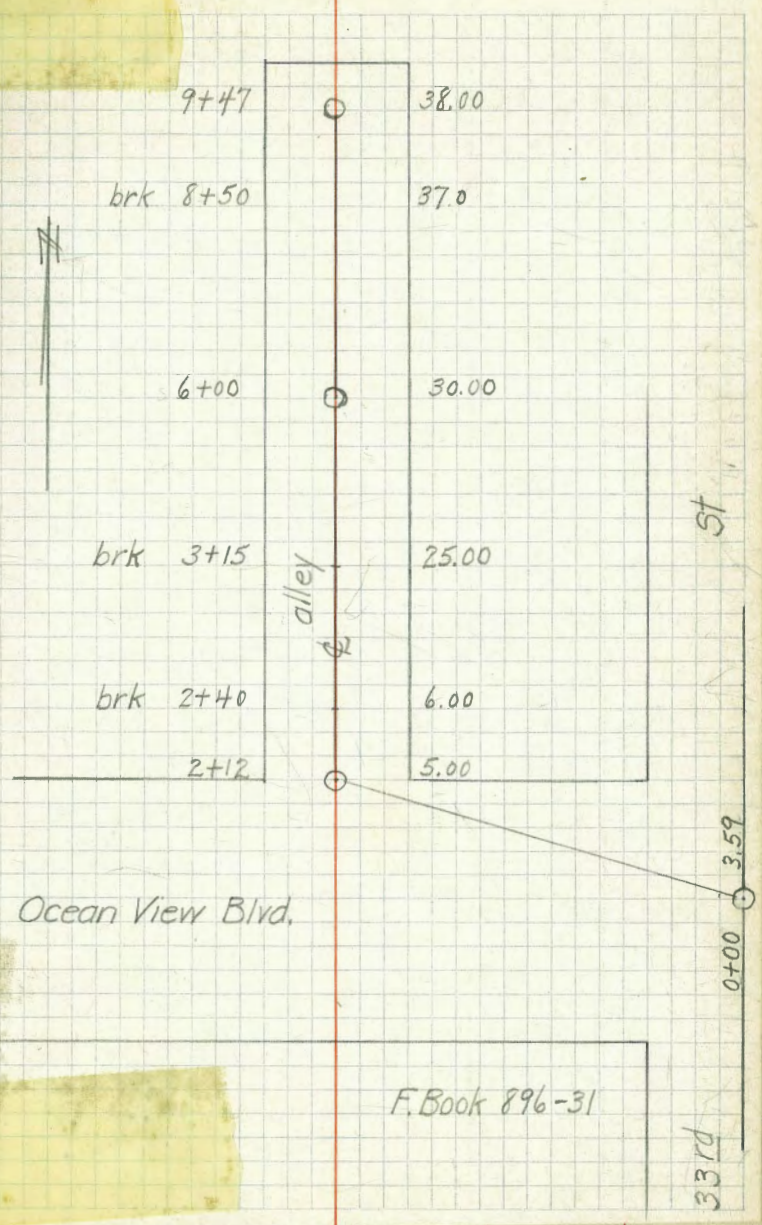 9+47 38.00
brk 8+50 37.0
N
6+00 30.00
St
brk 3+15 25.00
alley
℄
brk 2+40 6.00
2+12 5.00
3.59
0+00
Ocean View Blvd.
F. Book 896-31
33rd